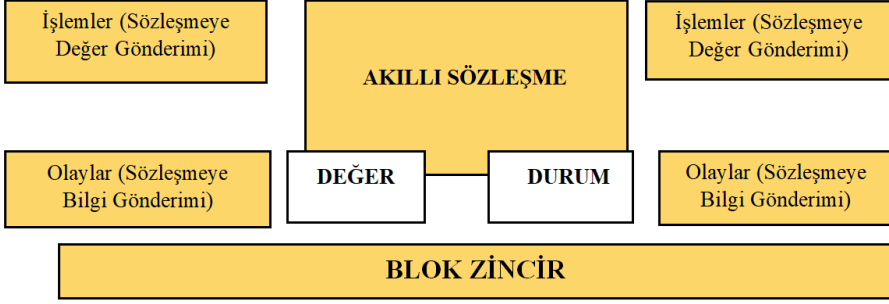 İşlemler (Sözleşmeye
Değer Gönderimi)
AKILLI SÖZLEŞME
İşlemler (Sözleşmeye
Değer Gönderimi)
Olaylar (Sözleşmeye
Bilgi Gönderimi)
DEĞER
DURUM
Olaylar (Sözleşmeye
Bilgi Gönderimi)
BLOK ZİNCİR